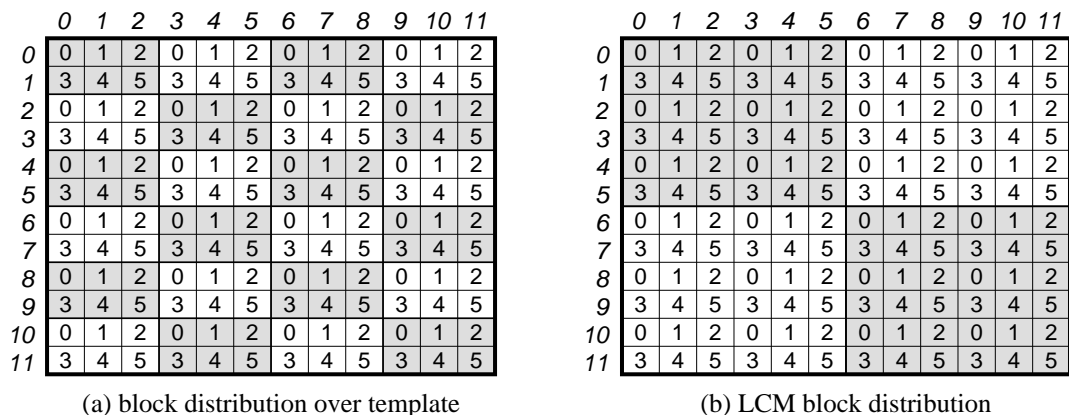 0 1 2 3 4 5 6 7 8 9 10 11
0 0 1 2 0 1 2 0 1 2 0 1 2
1 3 4 5 3 4 5 3 4 5 3 4 5
2 0 1 2 0 1 2 0 1 2 0 1 2
3 3 4 5 3 4 5 3 4 5 3 4 5
4 0 1 2 0 1 2 0 1 2 0 1 2
5 3 4 5 3 4 5 3 4 5 3 4 5
6 0 1 2 0 1 2 0 1 2 0 1 2
7 3 4 5 3 4 5 3 4 5 3 4 5
8 0 1 2 0 1 2 0 1 2 0 1 2
9 3 4 5 3 4 5 3 4 5 3 4 5
10 0 1 2 0 1 2 0 1 2 0 1 2
11 3 4 5 3 4 5 3 4 5 3 4 5
(a) block distribution over template
0 1 2 3 4 5 6 7 8 9 10 11
0 0 1 2 0 1 2 0 1 2 0 1 2
1 3 4 5 3 4 5 3 4 5 3 4 5
2 0 1 2 0 1 2 0 1 2 0 1 2
3 3 4 5 3 4 5 3 4 5 3 4 5
4 0 1 2 0 1 2 0 1 2 0 1 2
5 3 4 5 3 4 5 3 4 5 3 4 5
6 0 1 2 0 1 2 0 1 2 0 1 2
7 3 4 5 3 4 5 3 4 5 3 4 5
8 0 1 2 0 1 2 0 1 2 0 1 2
9 3 4 5 3 4 5 3 4 5 3 4 5
10 0 1 2 0 1 2 0 1 2 0 1 2
11 3 4 5 3 4 5 3 4 5 3 4 5
(b) LCM block distribution